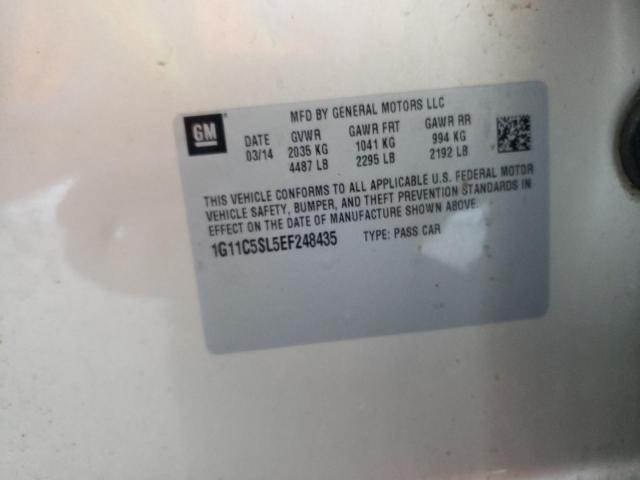 MFD BY GENERAL MOTORS LLC
GM
DATE GVWR GAWR FRT GAWR RR
03/14 2035 KG 1041 KG 994 KG
4487 LB 2295 LB 2192 LB
THIS VEHICLE CONFORMS TO ALL APPLICABLE U.S. FEDERAL MOTOR
VEHICLE SAFETY, BUMPER, AND THEFT PREVENTION STANDARDS IN
EFFECT ON THE DATE OF MANUFACTURE SHOWN ABOVE.
1G11C5SL5EF248435 TYPE: PASS CAR